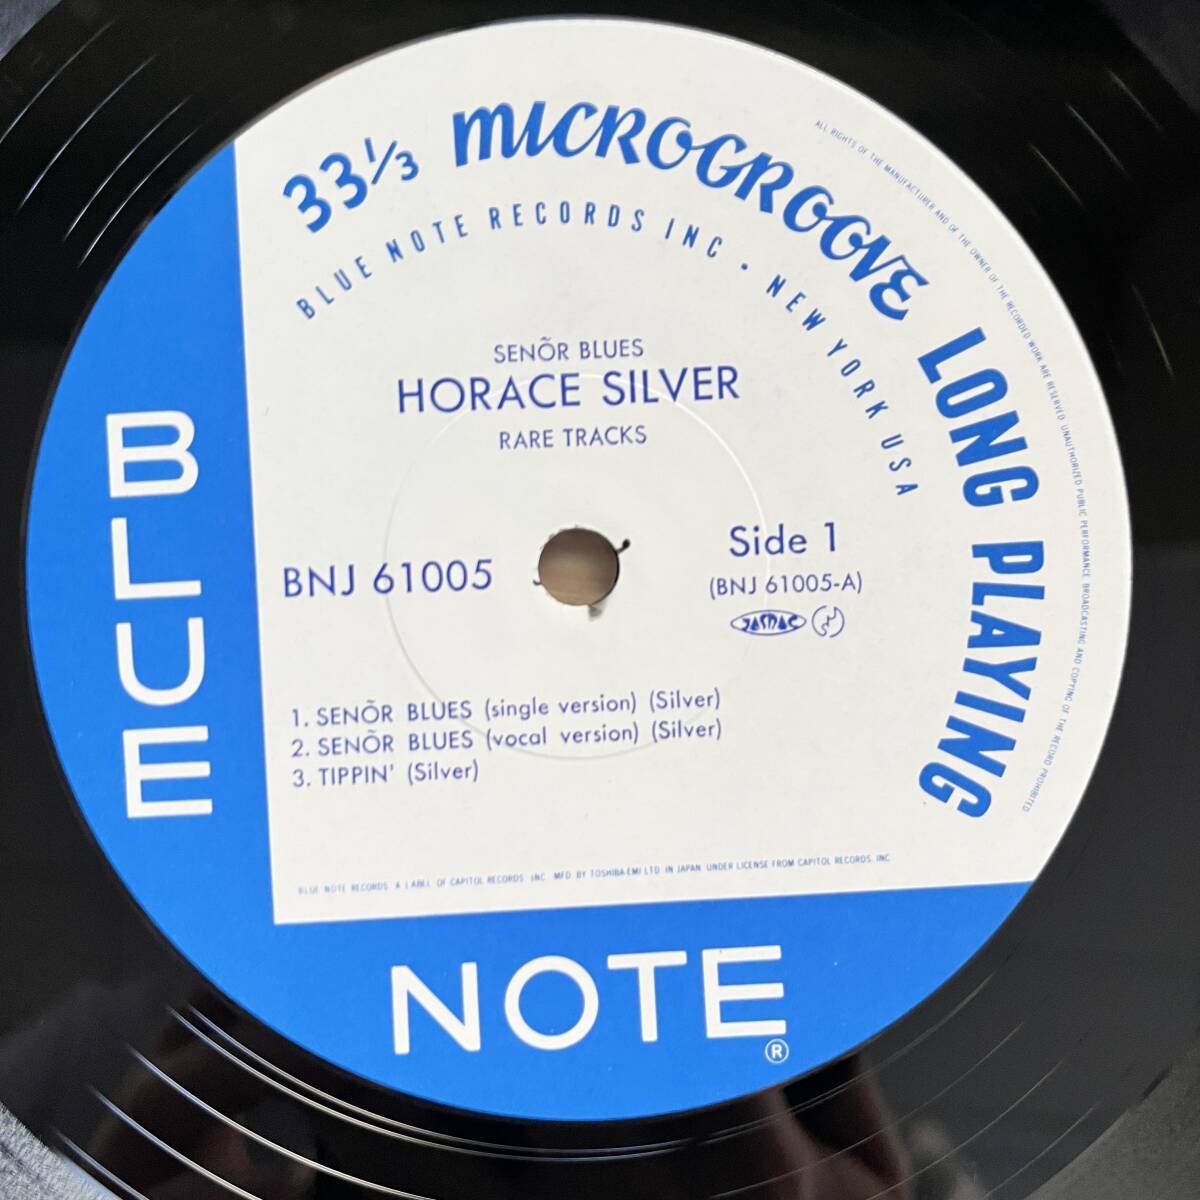 33 1/3 MICROGROOVE LONG PLAYING
BLUE NOTE RECORDS INC • NEW YORK USA
ALL RIGHTS OF THE MANUFACTURER AND OF THE OWNER OF THE RECORDED WORK ARE RESERVED. UNAUTHORIZED PUBLIC PERFORMANCE BROADCASTING AND COPYING OF THE RECORD PROHIBITED
SENÕR BLUES
HORACE SILVER
RARE TRACKS
BNJ 61005
Side 1
(BNJ 61005-A)
JASRAC
1. SENÕR BLUES (single version) (Silver)
2. SENÕR BLUES (vocal version) (Silver)
3. TIPPIN' (Silver)
BLUE NOTE RECORDS. A LABEL OF CAPITOL RECORDS. INC. MFD BY TOSHIBA-EMI LTD. IN JAPAN. UNDER LICENSE FROM CAPITOL RECORDS. INC.
BLUE
NOTE®